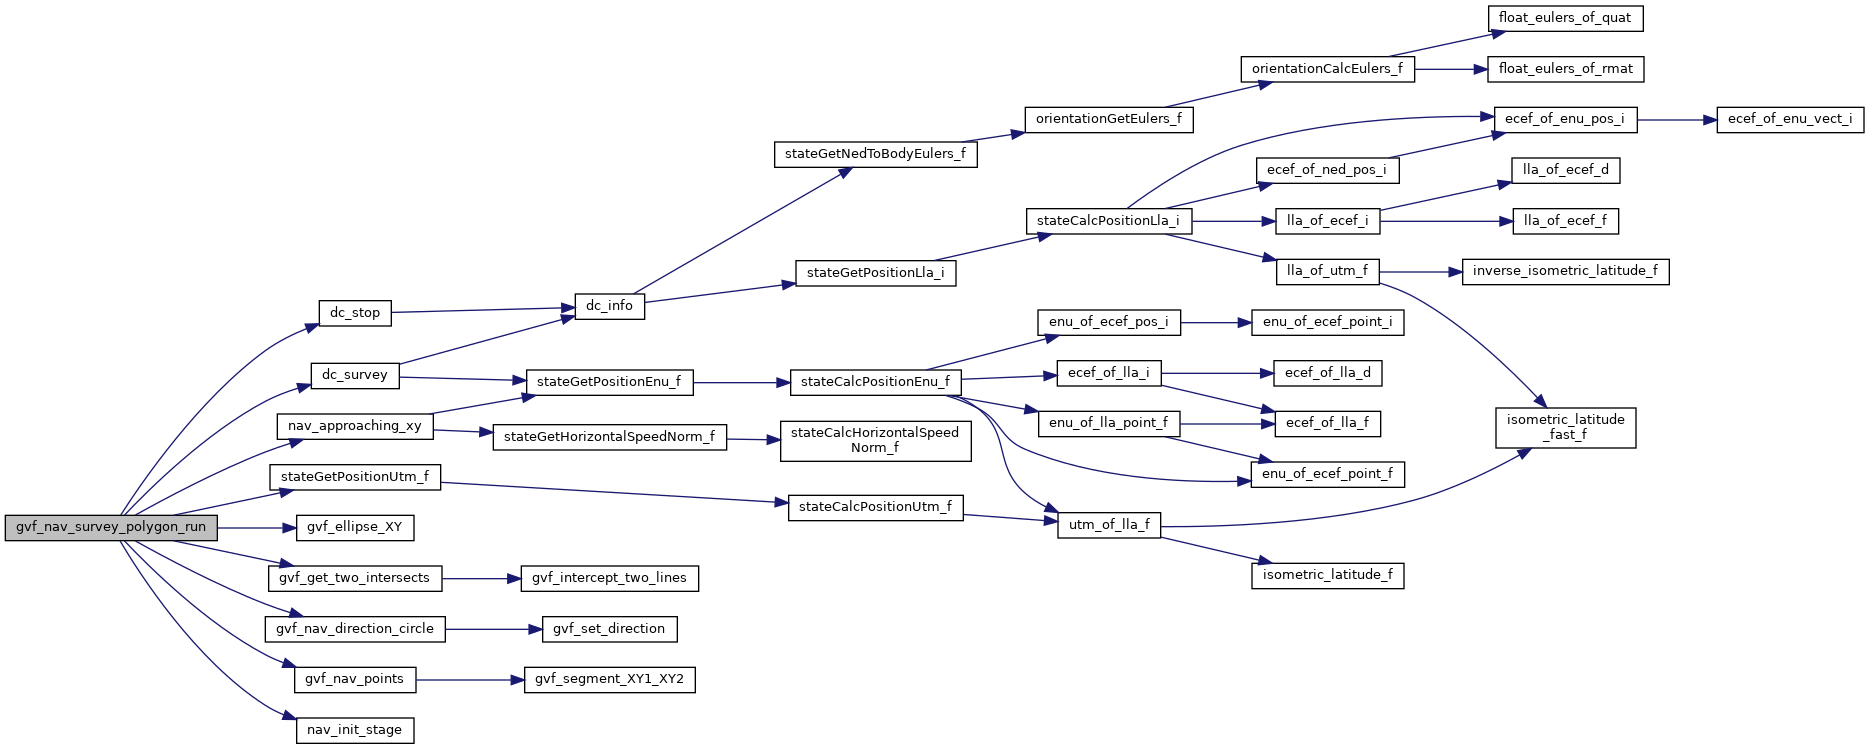 float_eulers_of_quat
orientationCalcEulers_f
float_eulers_of_rmat
orientationGetEulers_f
ecef_of_enu_pos_i
ecef_of_enu_vect_i
stateGetNedToBodyEulers_f
ecef_of_ned_pos_i
lla_of_ecef_d
stateCalcPositionLla_i
lla_of_ecef_i
lla_of_ecef_f
stateGetPositionLla_i
lla_of_utm_f
inverse_isometric_latitude_f
dc_info
dc_stop
enu_of_ecef_pos_i
enu_of_ecef_point_i
dc_survey
stateGetPositionEnu_f
stateCalcPositionEnu_f
ecef_of_lla_i
ecef_of_lla_d
nav_approaching_xy
stateGetHorizontalSpeedNorm_f
stateCalcHorizontalSpeed
Norm_f
enu_of_lla_point_f
ecef_of_lla_f
isometric_latitude
_fast_f
stateGetPositionUtm_f
enu_of_ecef_point_f
stateCalcPositionUtm_f
gvf_nav_survey_polygon_run
gvf_ellipse_XY
utm_of_lla_f
gvf_get_two_intersects
gvf_intercept_two_lines
isometric_latitude_f
gvf_nav_direction_circle
gvf_set_direction
gvf_nav_points
gvf_segment_XY1_XY2
nav_init_stage